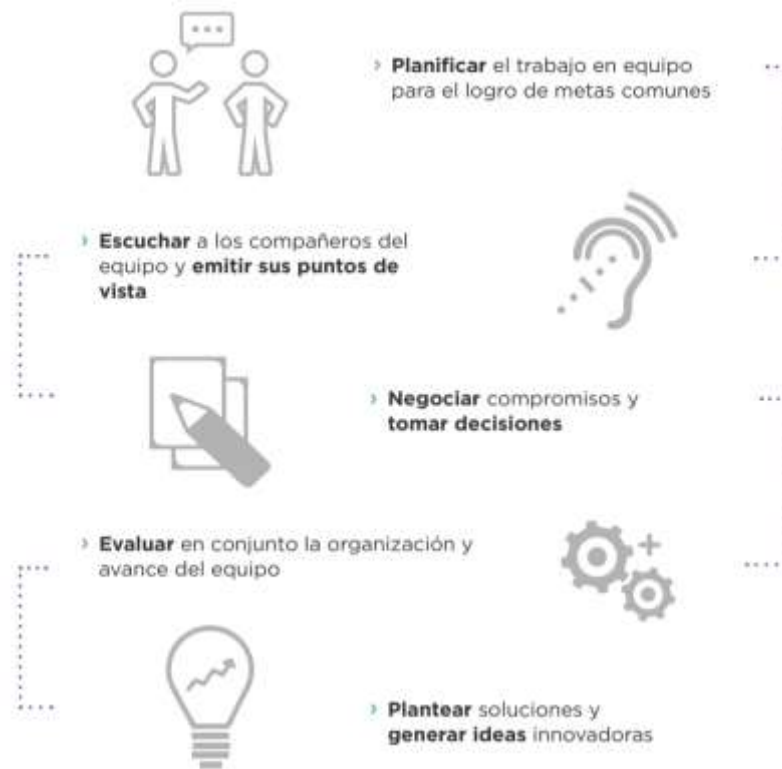 › Planificar el trabajo en equipo
para el logro de metas comunes
› Escuchar a los compañeros del
equipo y emitir sus puntos de
vista
› Negociar compromisos y
tomar decisiones
› Evaluar en conjunto la organización y
avance del equipo
› Plantear soluciones y
generar ideas innovadoras